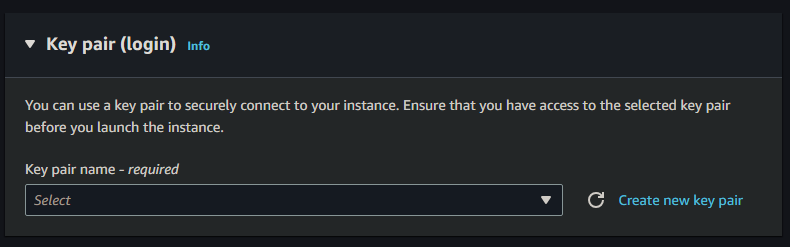 Key pair (login) Info
You can use a key pair to securely connect to your instance. Ensure that you have access to the selected key pair
before you launch the instance.
Key pair name - required
Select
Create new key pair